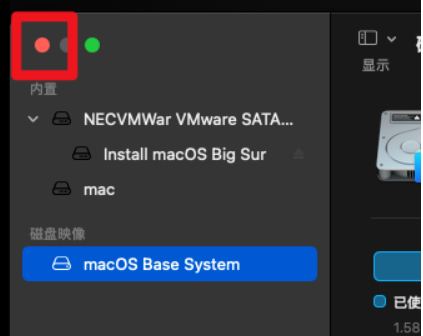 显示
内置
NECVMWar VMware SATA...
Install macOS Big Sur
mac
磁盘映像
macOS Base System
已使
1.58